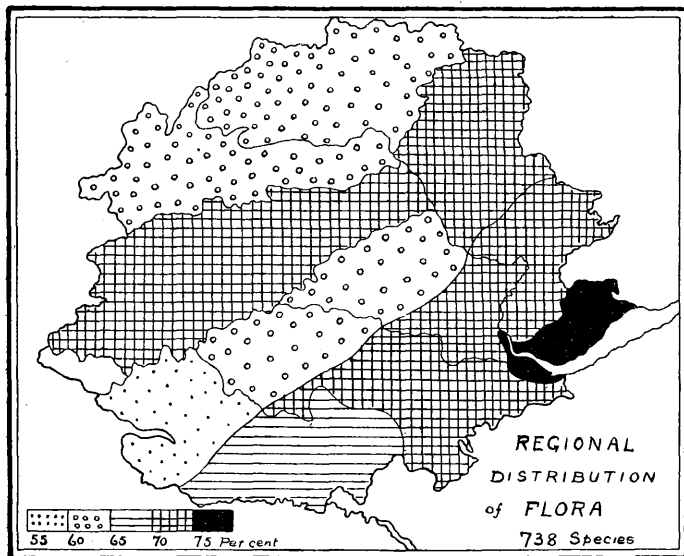 REGIONAL
DISTRIBUTION
of FLORA
738 Species
55 60 65 70 75 Per cent